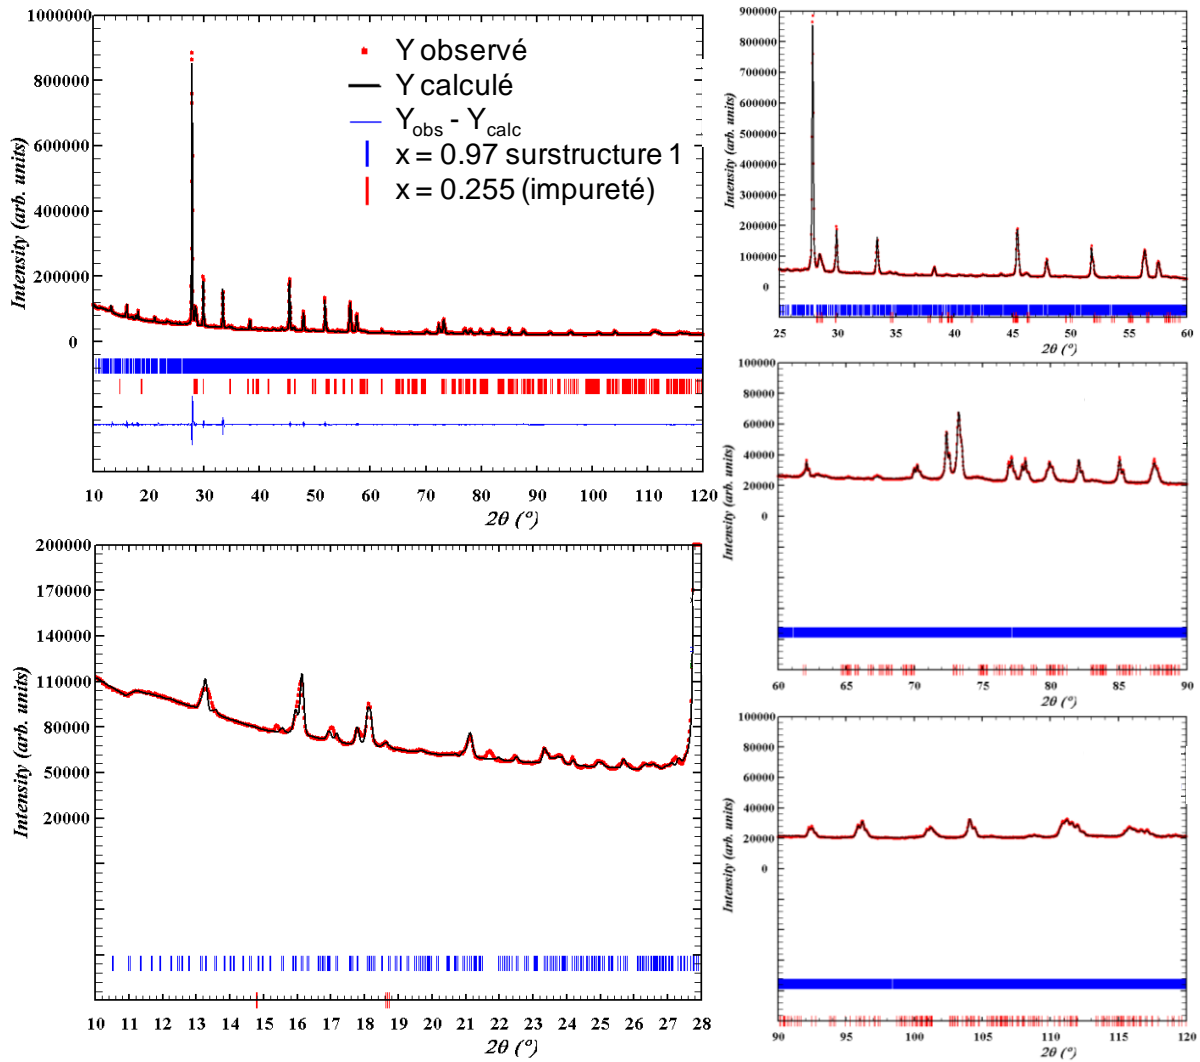 1000000
800000
600000
400000
200000
0
Intensity (arb. units)
Y observé
Y calculé
Yobs - Ycalc
x = 0.97 surstructure 1
x = 0.255 (impureté)
10 20 30 40 50 60 70 80 90 100 110 120
2θ (°)
900000
800000
700000
600000
500000
400000
300000
200000
100000
0
Intensity (arb. units)
25 30 35 40 45 50 55 60
2θ (°)
100000
80000
60000
40000
20000
0
Intensity (arb. units)
60 65 70 75 80 85 90
2θ (°)
200000
170000
140000
110000
80000
50000
20000
Intensity (arb. units)
10 11 12 13 14 15 16 17 18 19 20 21 22 23 24 25 26 27 28
2θ (°)
100000
80000
60000
40000
20000
0
Intensity (arb. units)
90 95 100 105 110 115 120
2θ (°)